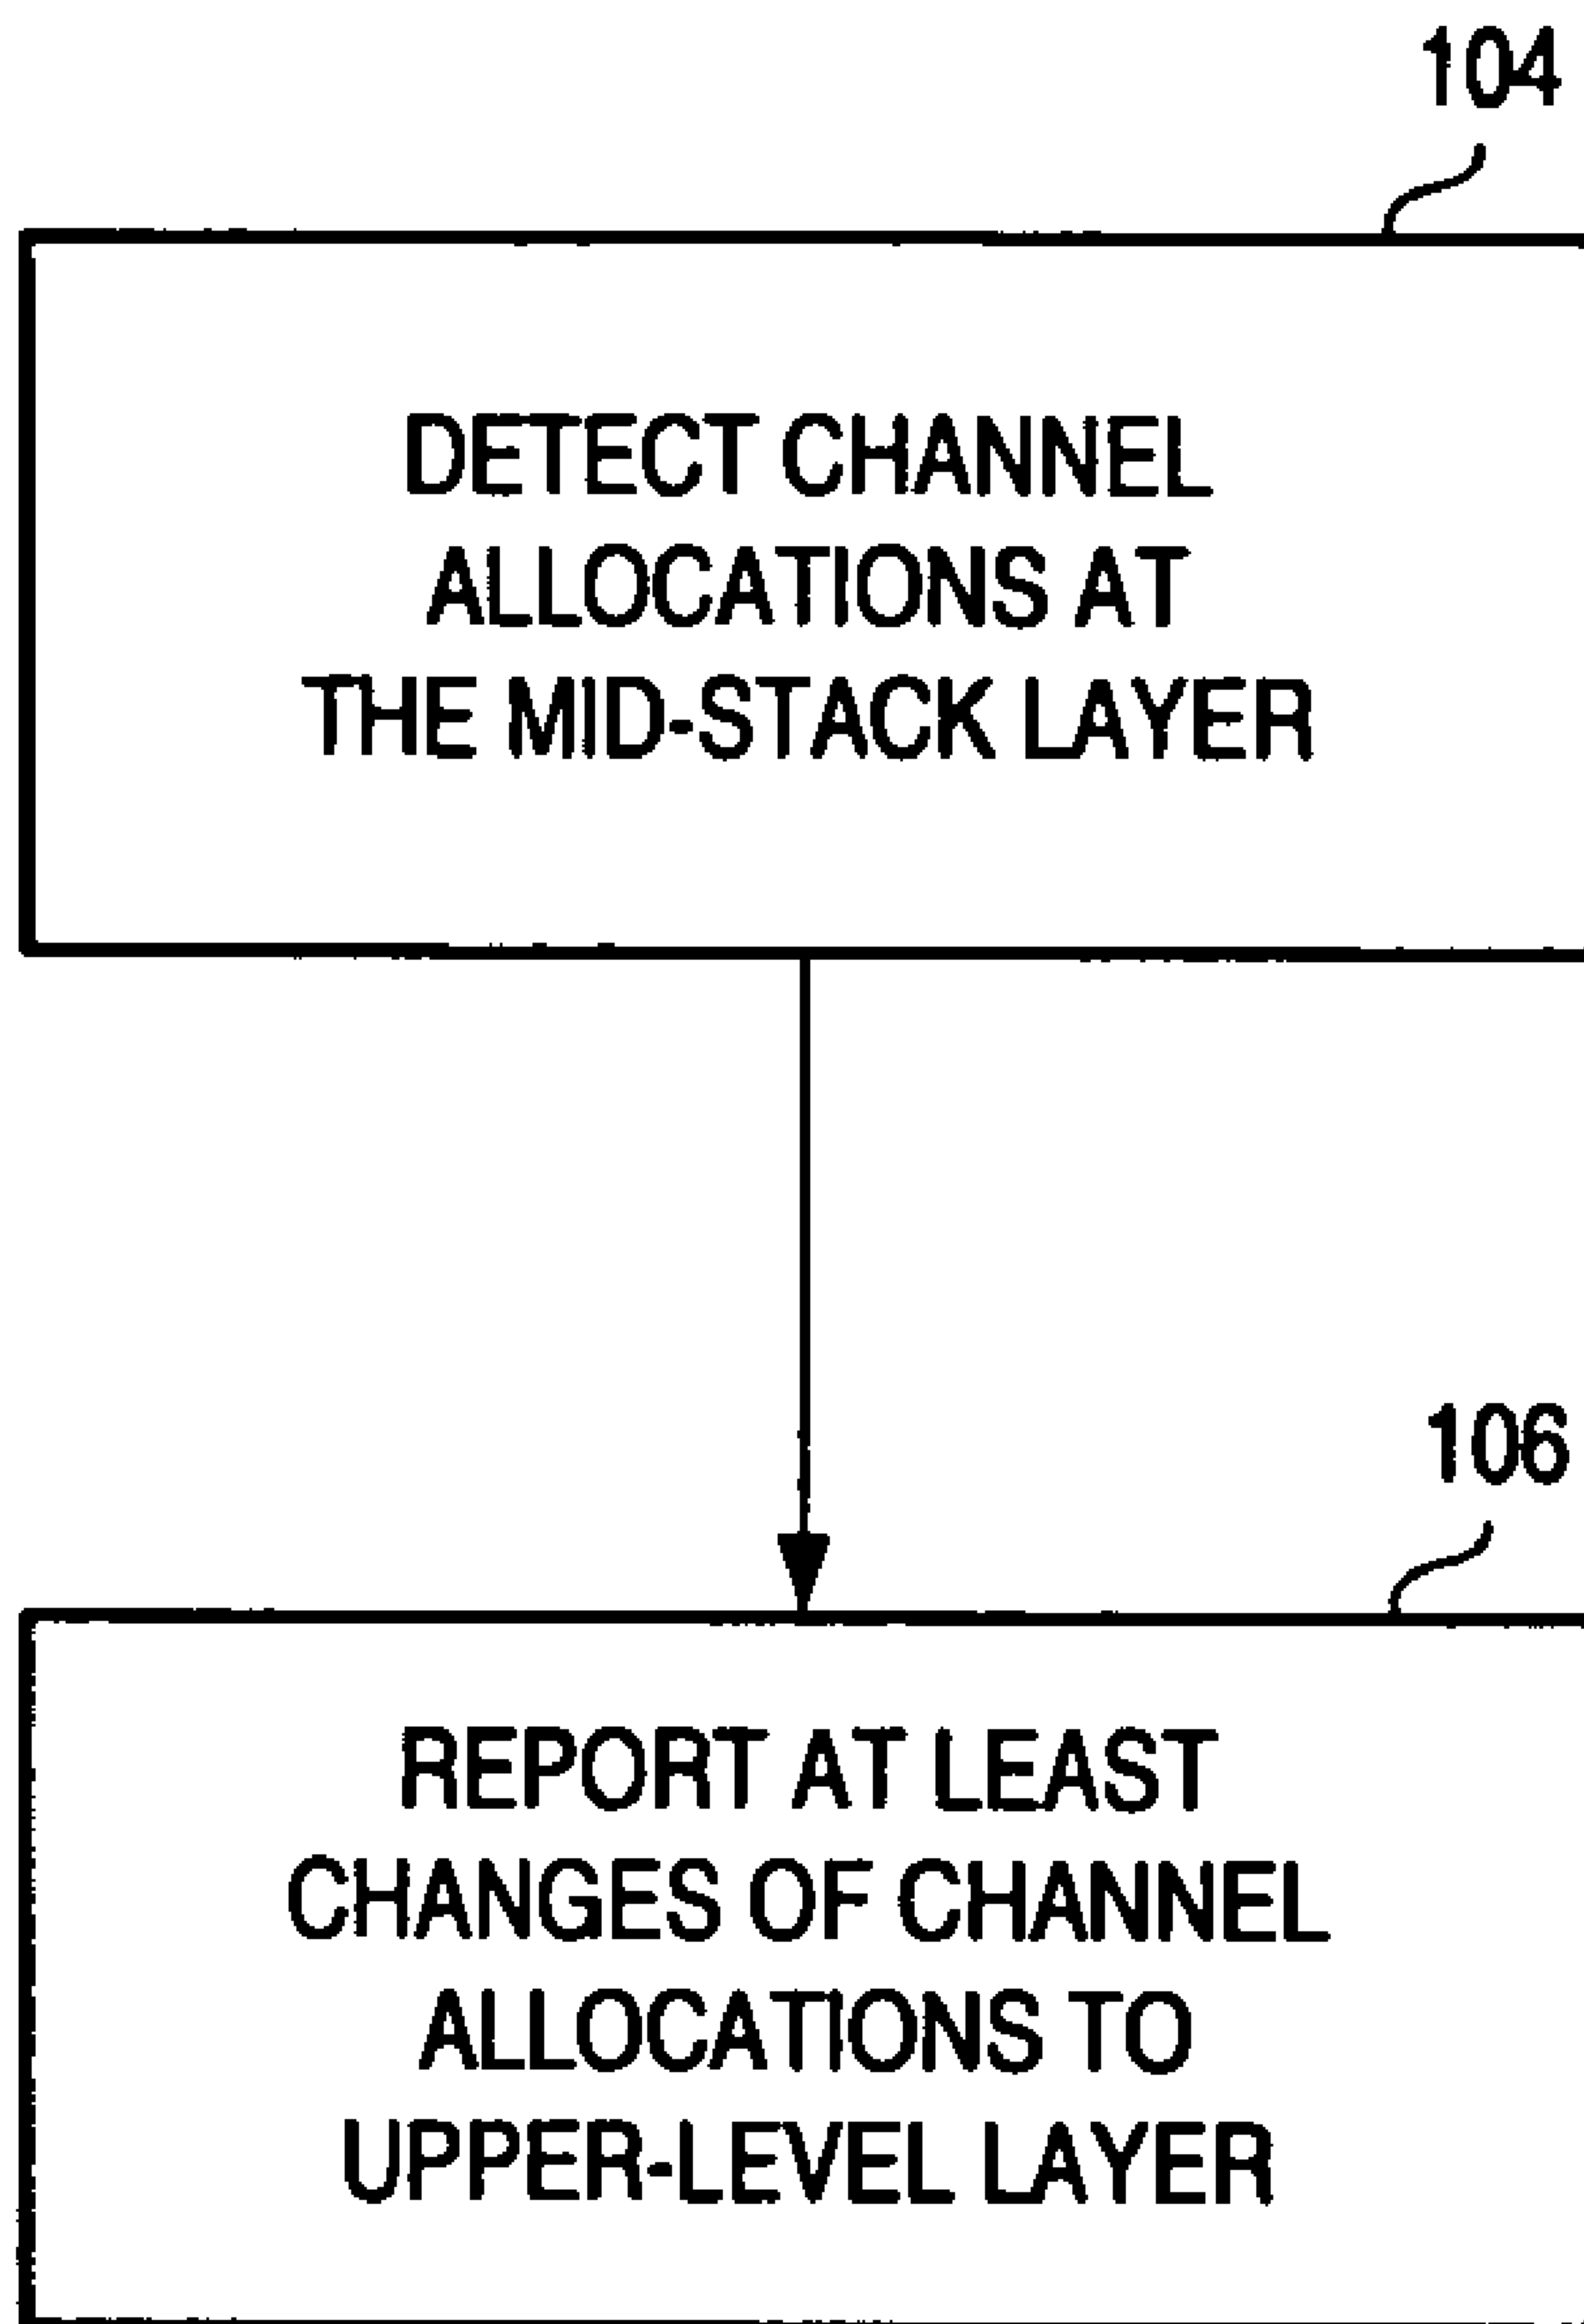 104
DETECT CHANNEL
ALLOCATIONS AT
THE MID-STACK LAYER
106
REPORT AT LEAST
CHANGES OF CHANNEL
ALLOCATIONS TO
UPPER-LEVEL LAYER